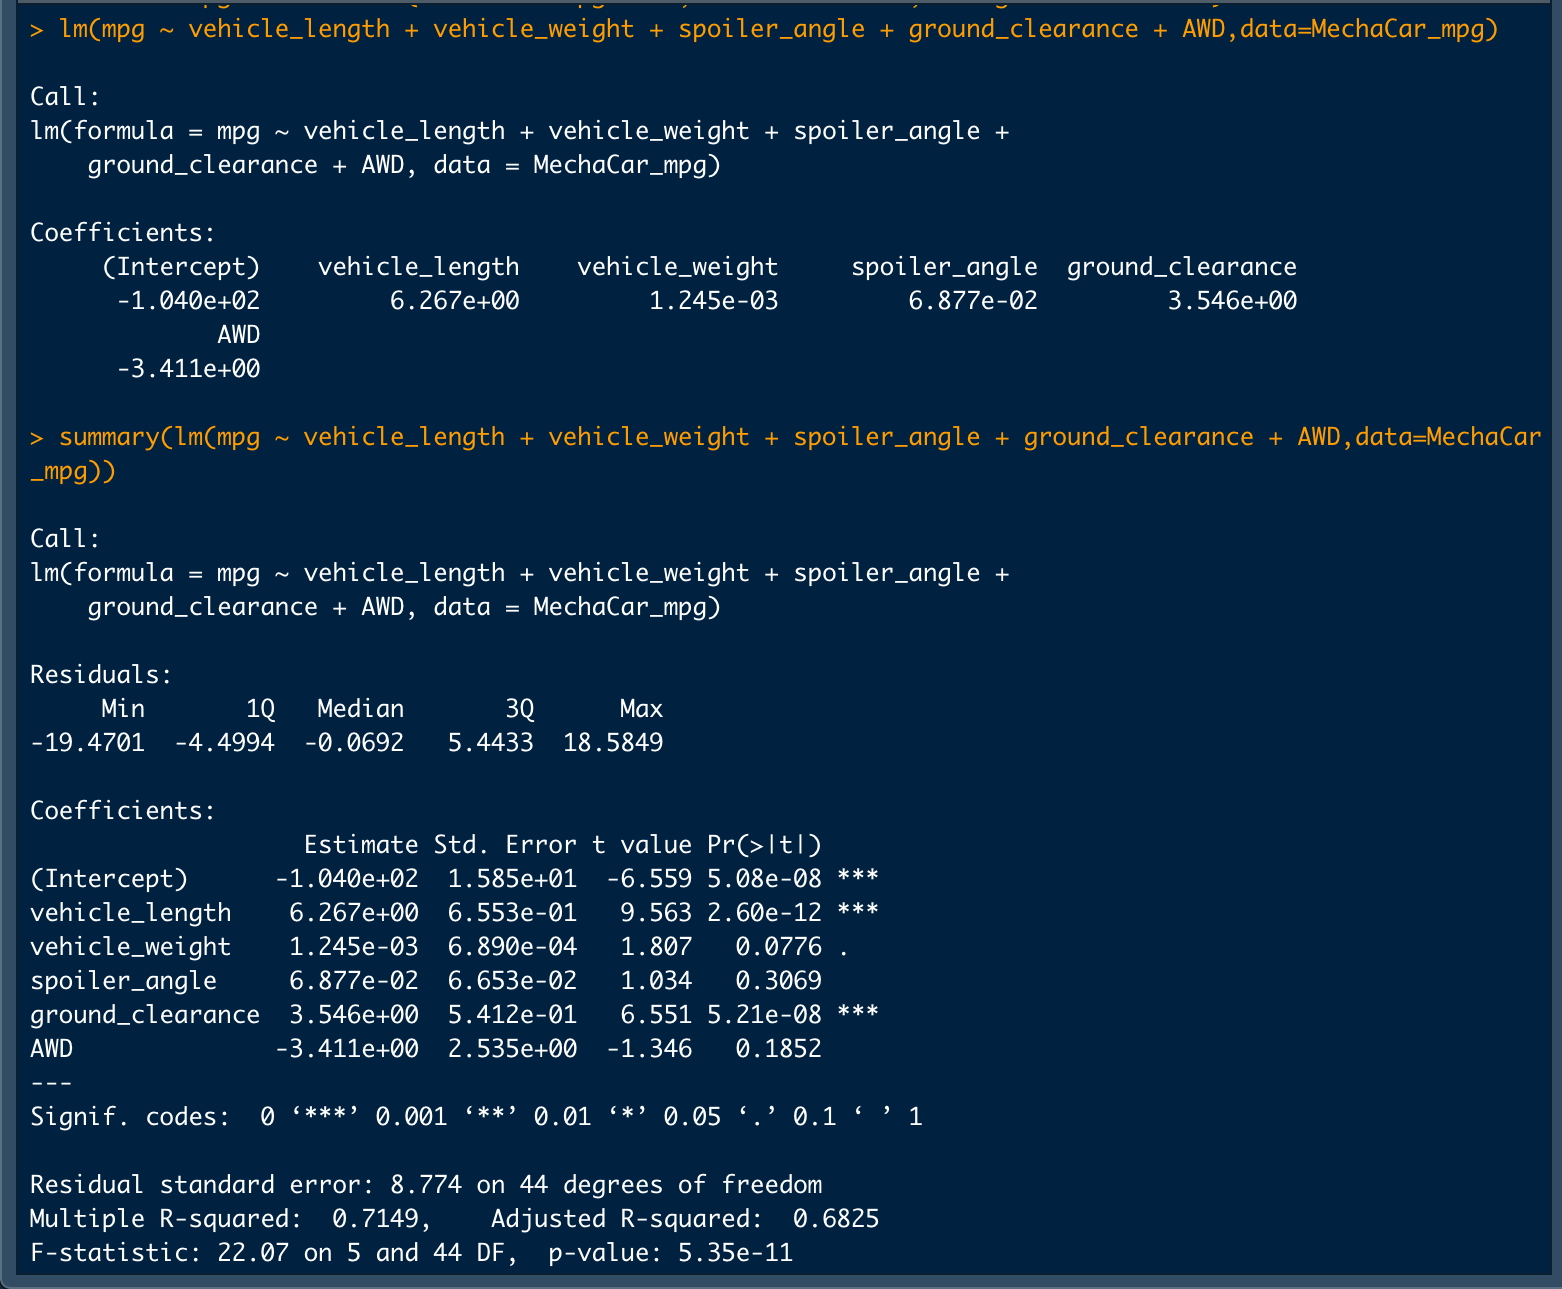 > lm(mpg ~ vehicle_length + vehicle_weight + spoiler_angle + ground_clearance + AWD,data=MechaCar_mpg)

Call:
lm(formula = mpg ~ vehicle_length + vehicle_weight + spoiler_angle +
    ground_clearance + AWD, data = MechaCar_mpg)

Coefficients:
     (Intercept)    vehicle_length    vehicle_weight     spoiler_angle  ground_clearance
      -1.040e+02         6.267e+00         1.245e-03         6.877e-02         3.546e+00
             AWD
      -3.411e+00

> summary(lm(mpg ~ vehicle_length + vehicle_weight + spoiler_angle + ground_clearance + AWD,data=MechaCar
_mpg))

Call:
lm(formula = mpg ~ vehicle_length + vehicle_weight + spoiler_angle +
    ground_clearance + AWD, data = MechaCar_mpg)

Residuals:
     Min       1Q   Median       3Q      Max
-19.4701  -4.4994  -0.0692   5.4433  18.5849

Coefficients:
                   Estimate Std. Error t value Pr(>|t|)
(Intercept)      -1.040e+02  1.585e+01  -6.559 5.08e-08 ***
vehicle_length    6.267e+00  6.553e-01   9.563 2.60e-12 ***
vehicle_weight    1.245e-03  6.890e-04   1.807   0.0776 .
spoiler_angle     6.877e-02  6.653e-02   1.034   0.3069
ground_clearance  3.546e+00  5.412e-01   6.551 5.21e-08 ***
AWD              -3.411e+00  2.535e+00  -1.346   0.1852
---
Signif. codes:  0 ‘***’ 0.001 ‘**’ 0.01 ‘*’ 0.05 ‘.’ 0.1 ‘ ’ 1

Residual standard error: 8.774 on 44 degrees of freedom
Multiple R-squared:  0.7149,    Adjusted R-squared:  0.6825
F-statistic: 22.07 on 5 and 44 DF,  p-value: 5.35e-11